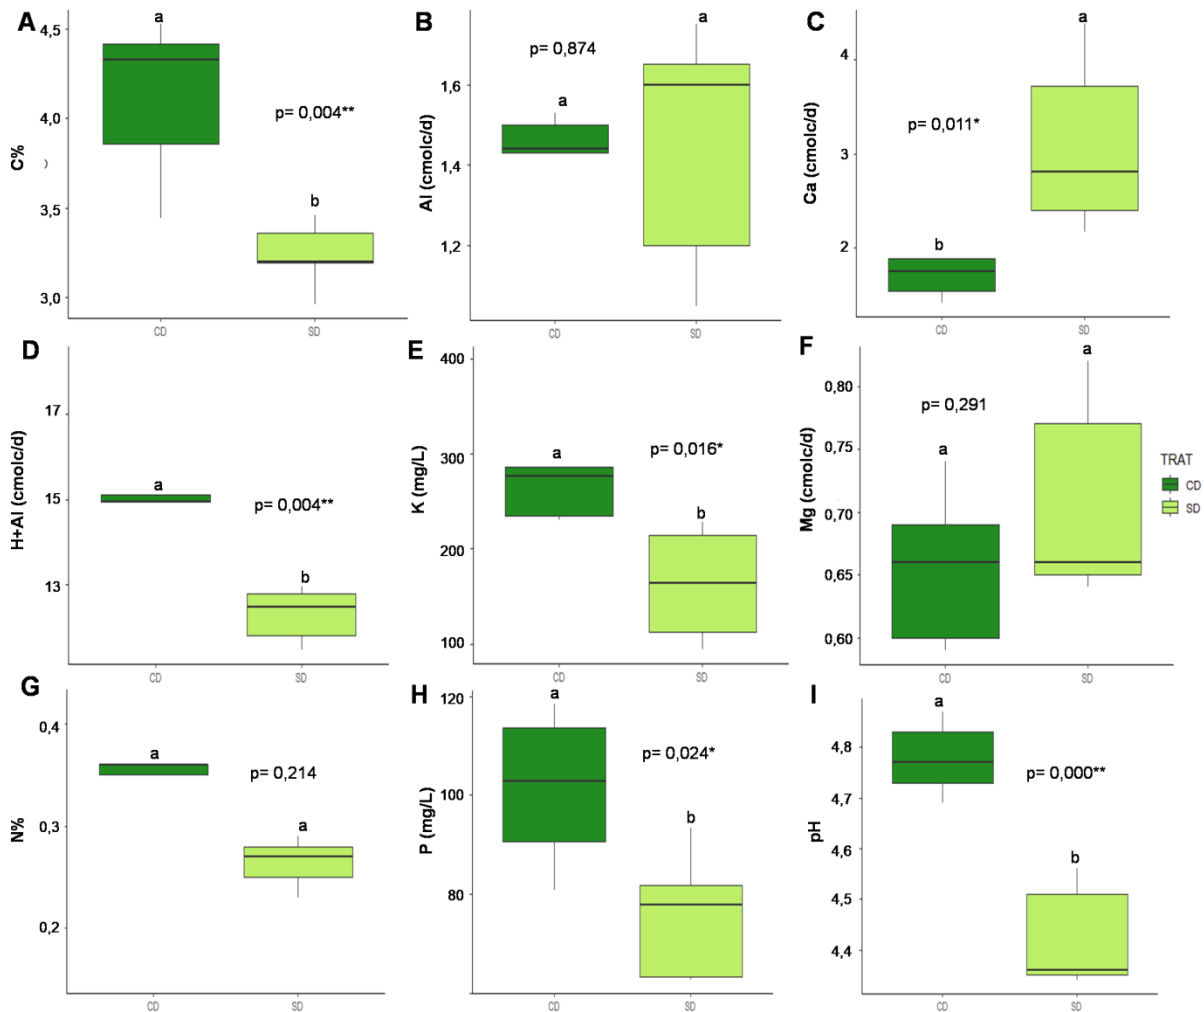 A
a
4,5
4,0
3,5
3,0
C%
)
p= 0,004**
b
CD
SD
B
a
p= 0,874
a
1,6
1,4
1,2
Al (cmolc/d)
CD
SD
C
a
4
3
2
Ca (cmolc/d)
p= 0,011*
b
CD
SD
D
17
15
13
H+Al (cmolc/d)
a
p= 0,004**
b
CD
SD
E
400
300
200
100
K (mg/L)
a
p= 0,016*
b
CD
SD
F
a
0,80
0,75
0,70
0,65
0,60
Mg (cmolc/d)
p= 0,291
a
CD
SD
TRAT
CD
SD
G
0,4
0,3
0,2
N%
a
p= 0,214
a
CD
SD
H
a
120
100
80
P (mg/L)
p= 0,024*
b
CD
SD
I
a
4,8
4,7
4,6
4,5
4,4
pH
p= 0,000**
b
CD
SD